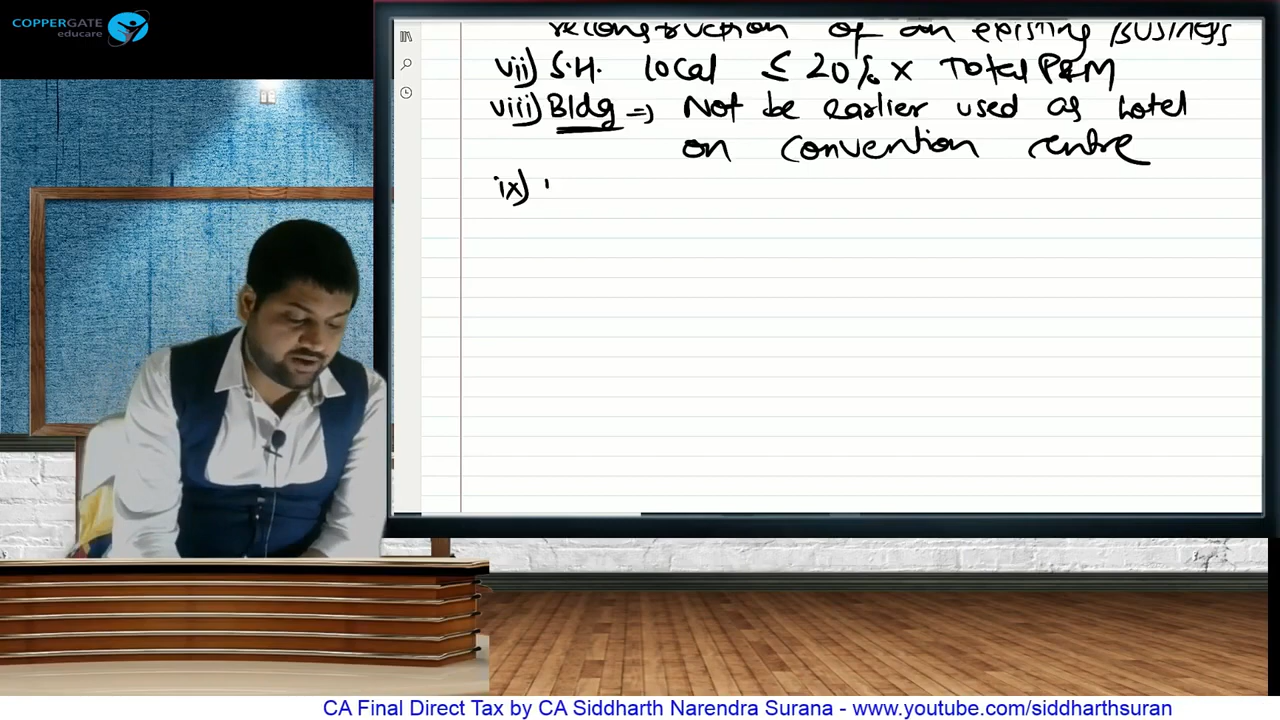 COPPERGATE
educare
reconstruction of an existing Business
vii) S.H. local ≤ 20% x Total P&M
viii) Bldg => Not be earlier used as hotel
on convention centre
ix)
CA Final Direct Tax by CA Siddharth Narendra Surana - www.youtube.com/siddharthsuran